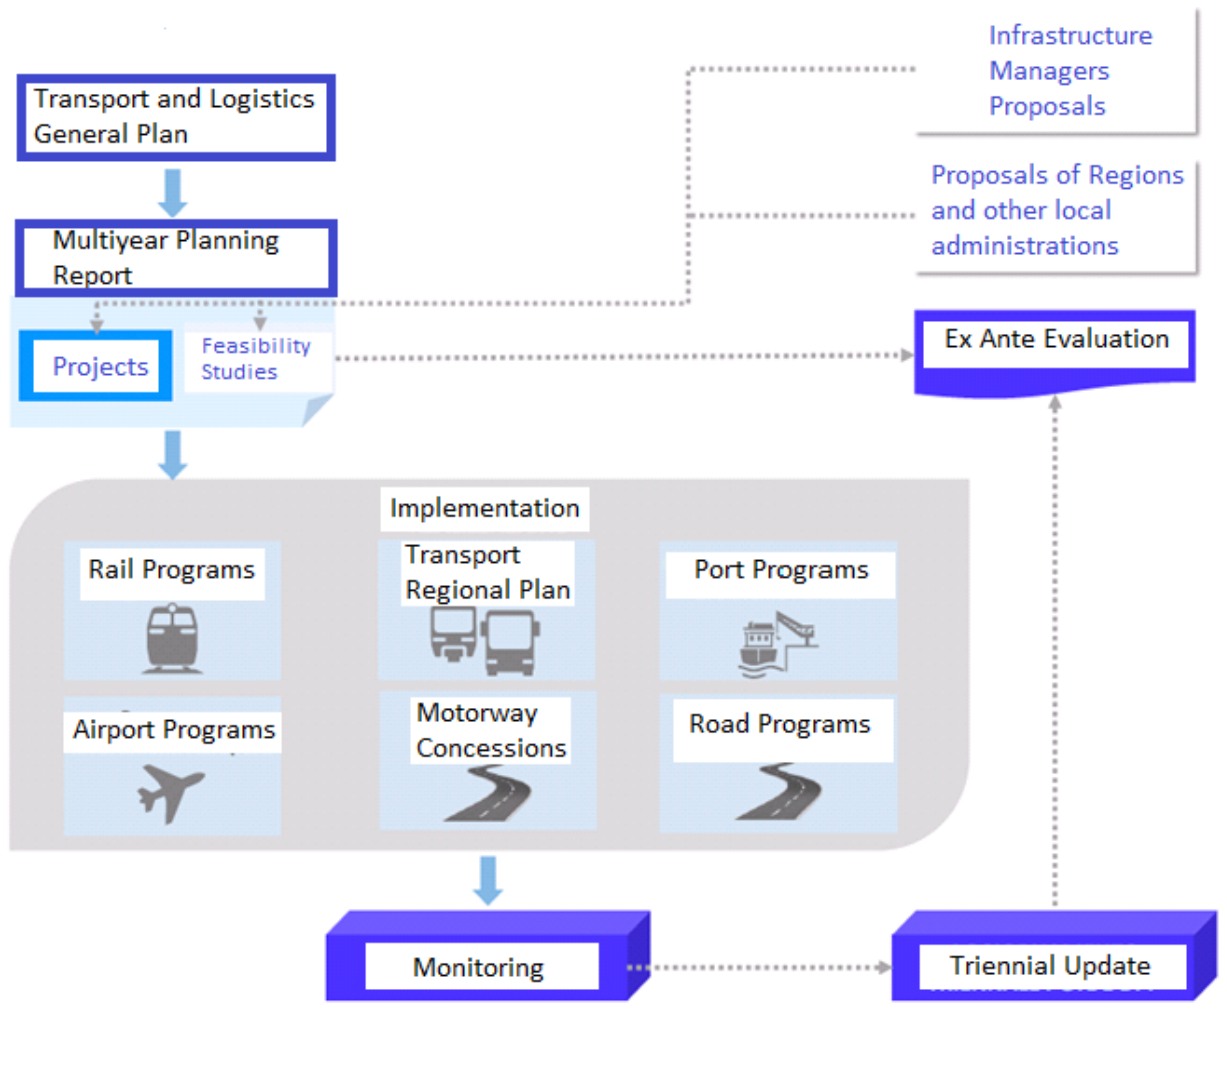 Infrastructure
Managers
Proposals
Transport and Logistics
General Plan
Proposals of Regions
and other local
administrations
Multiyear Planning
Report
Ex Ante Evaluation
Projects
Feasibility
Studies
Implementation
Rail Programs
Transport
Regional Plan
Port Programs
Airport Programs
Motorway
Concessions
Road Programs
Monitoring
Triennial Update